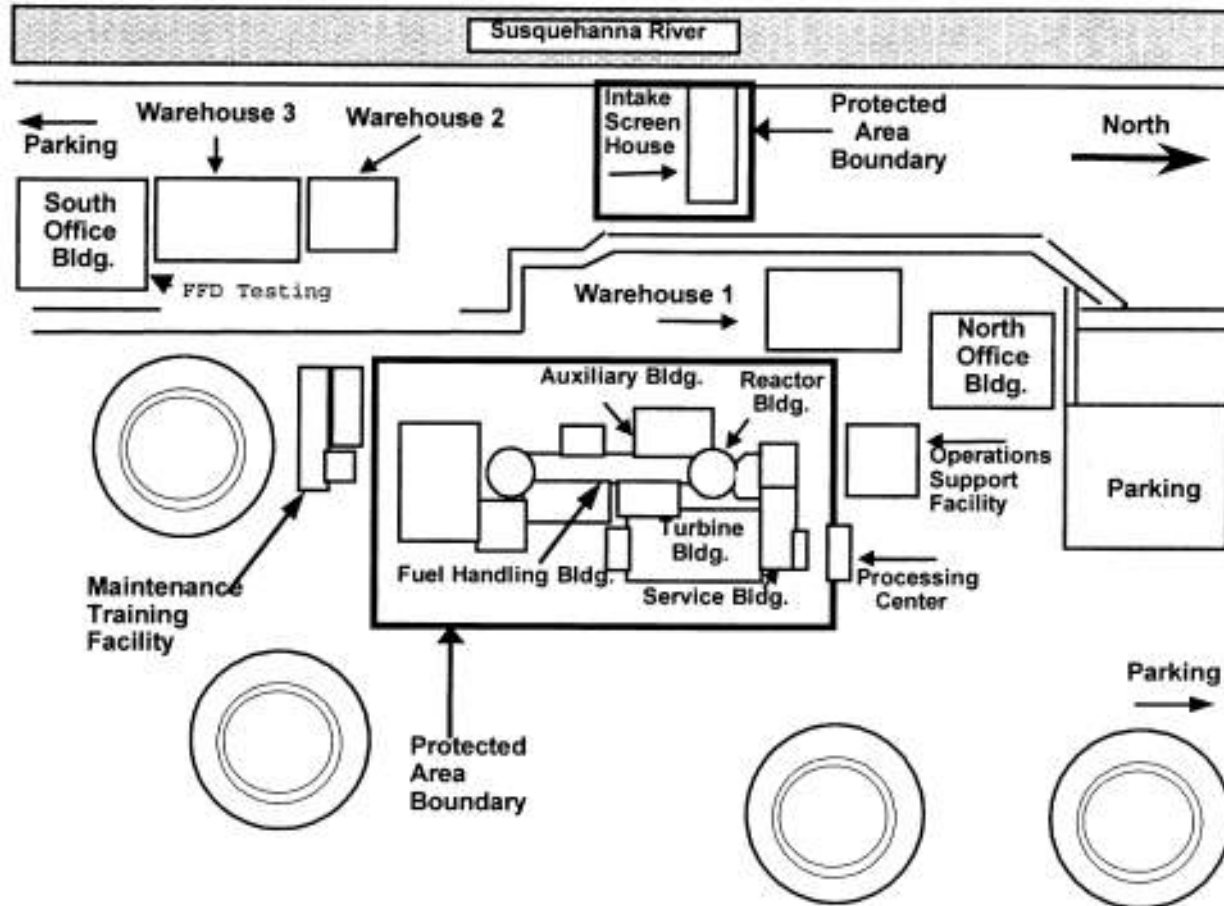 Susquehanna River
Parking
Warehouse 3
Warehouse 2
Intake
Screen
House
Protected
Area
Boundary
North
South
Office
Bldg.
FFD Testing
Warehouse 1
North
Office
Bldg.
Auxiliary Bldg.
Reactor
Bldg.
Operations
Support
Facility
Parking
Turbine
Bldg.
Fuel Handling Bldg.
Service Bldg.
Processing
Center
Maintenance
Training
Facility
Protected
Area
Boundary
Parking